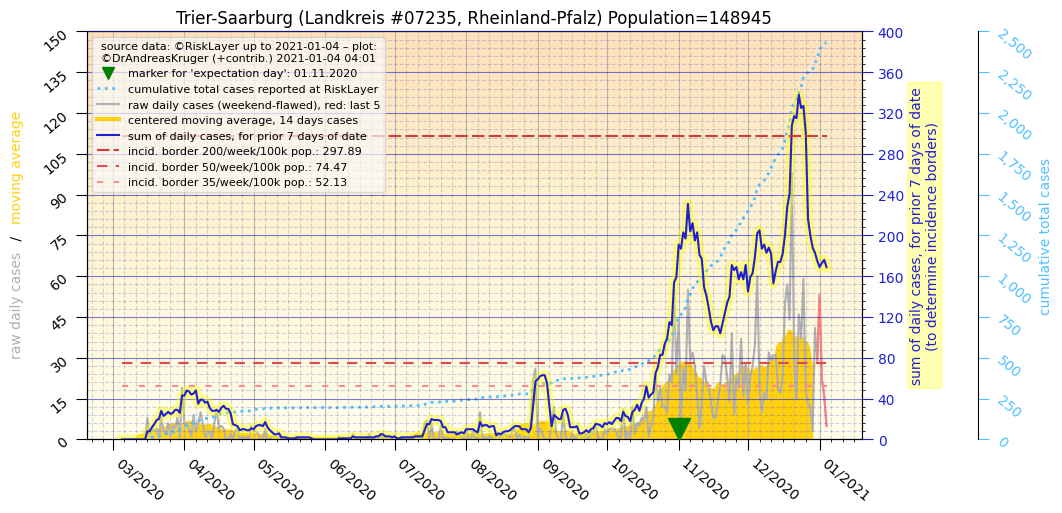 Trier-Saarburg (Landkreis #07235, Rheinland-Pfalz) Population=148945
source data: ©RiskLayer up to 2021-01-04 – plot:
©DrAndreasKruger (+contrib.) 2021-01-04 04:01
marker for 'expectation day': 01.11.2020
cumulative total cases reported at RiskLayer
raw daily cases (weekend-flawed), red: last 5
centered moving average, 14 days cases
sum of daily cases, for prior 7 days of date
incid. border 200/week/100k pop.: 297.89
incid. border 50/week/100k pop.: 74.47
incid. border 35/week/100k pop.: 52.13
raw daily cases / moving average
150
135
120
105
90
75
60
45
30
15
0
03/2020
04/2020
05/2020
06/2020
07/2020
08/2020
09/2020
10/2020
11/2020
12/2020
01/2021
400
360
320
280
240
200
160
120
80
40
0
sum of daily cases, for prior 7 days of date
(to determine incidence borders)
2,500
2,250
2,000
1,750
1,500
1,250
1,000
750
500
250
0
cumulative total cases